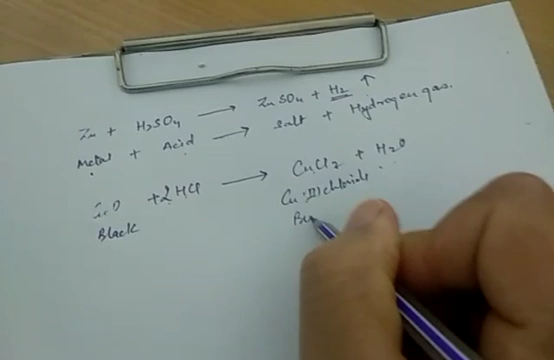 Zn + H2SO4 → ZnSO4 + H2 ↑
Metal + Acid → Salt + Hydrogen gas.
CuO + 2HCl → CuCl2 + H2O
Black Cu-II chloride